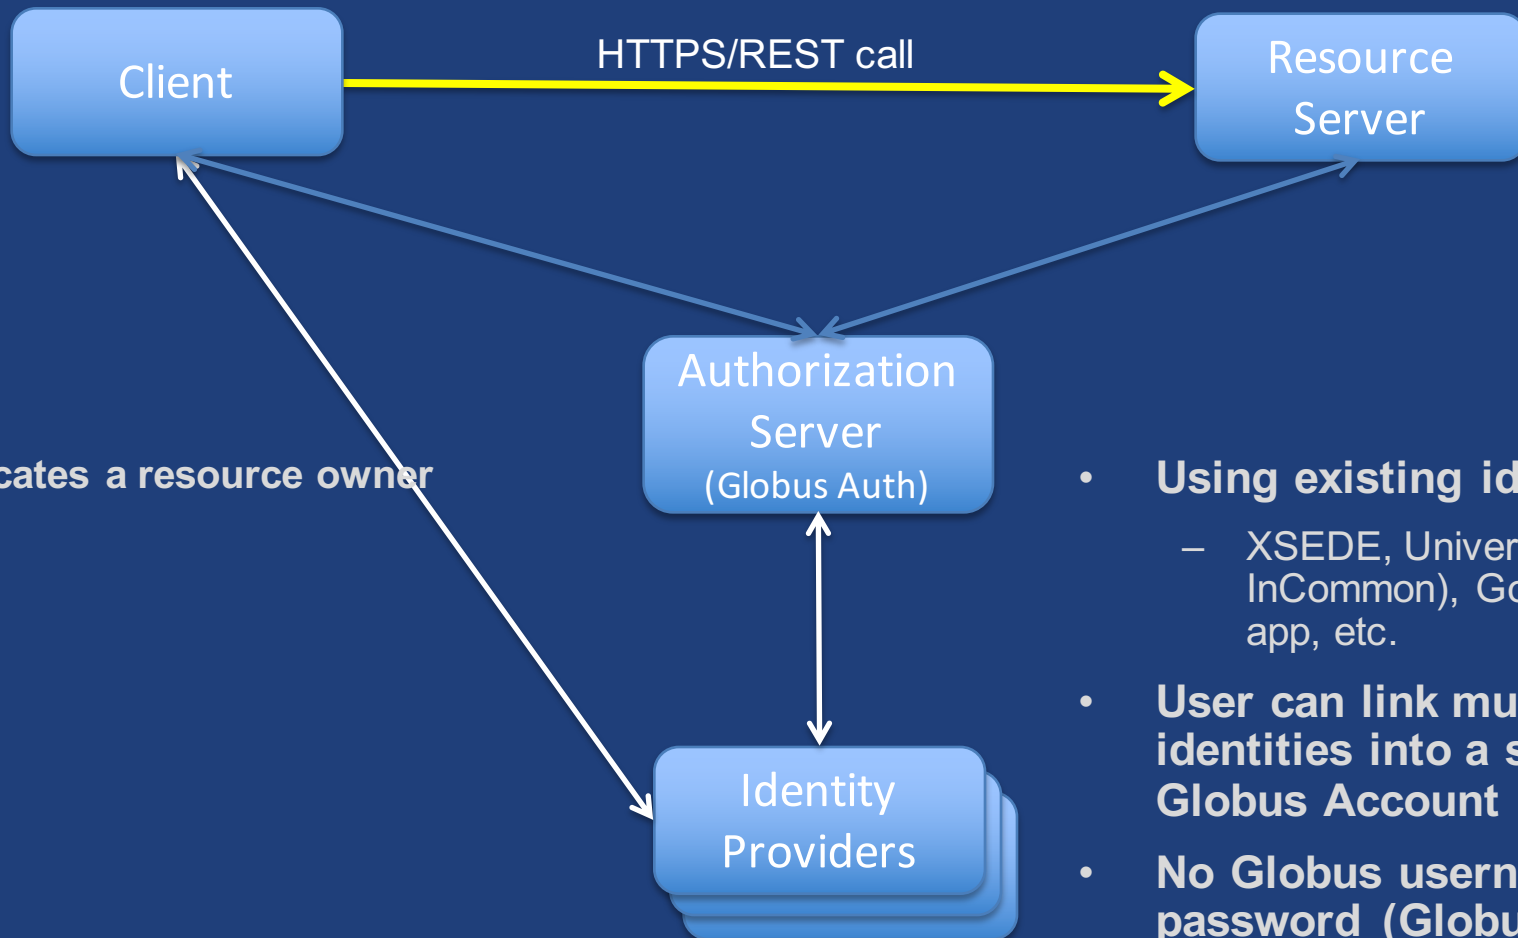 Client
HTTPS/REST call
Resource
Server
Authorization
Server
(Globus Auth)
cates a resource owner
• Using existing id
– XSEDE, Univer
InCommon), Go
app, etc.
• User can link mu
identities into a s
Globus Account
• No Globus usern
password (Globu
Identity
Providers